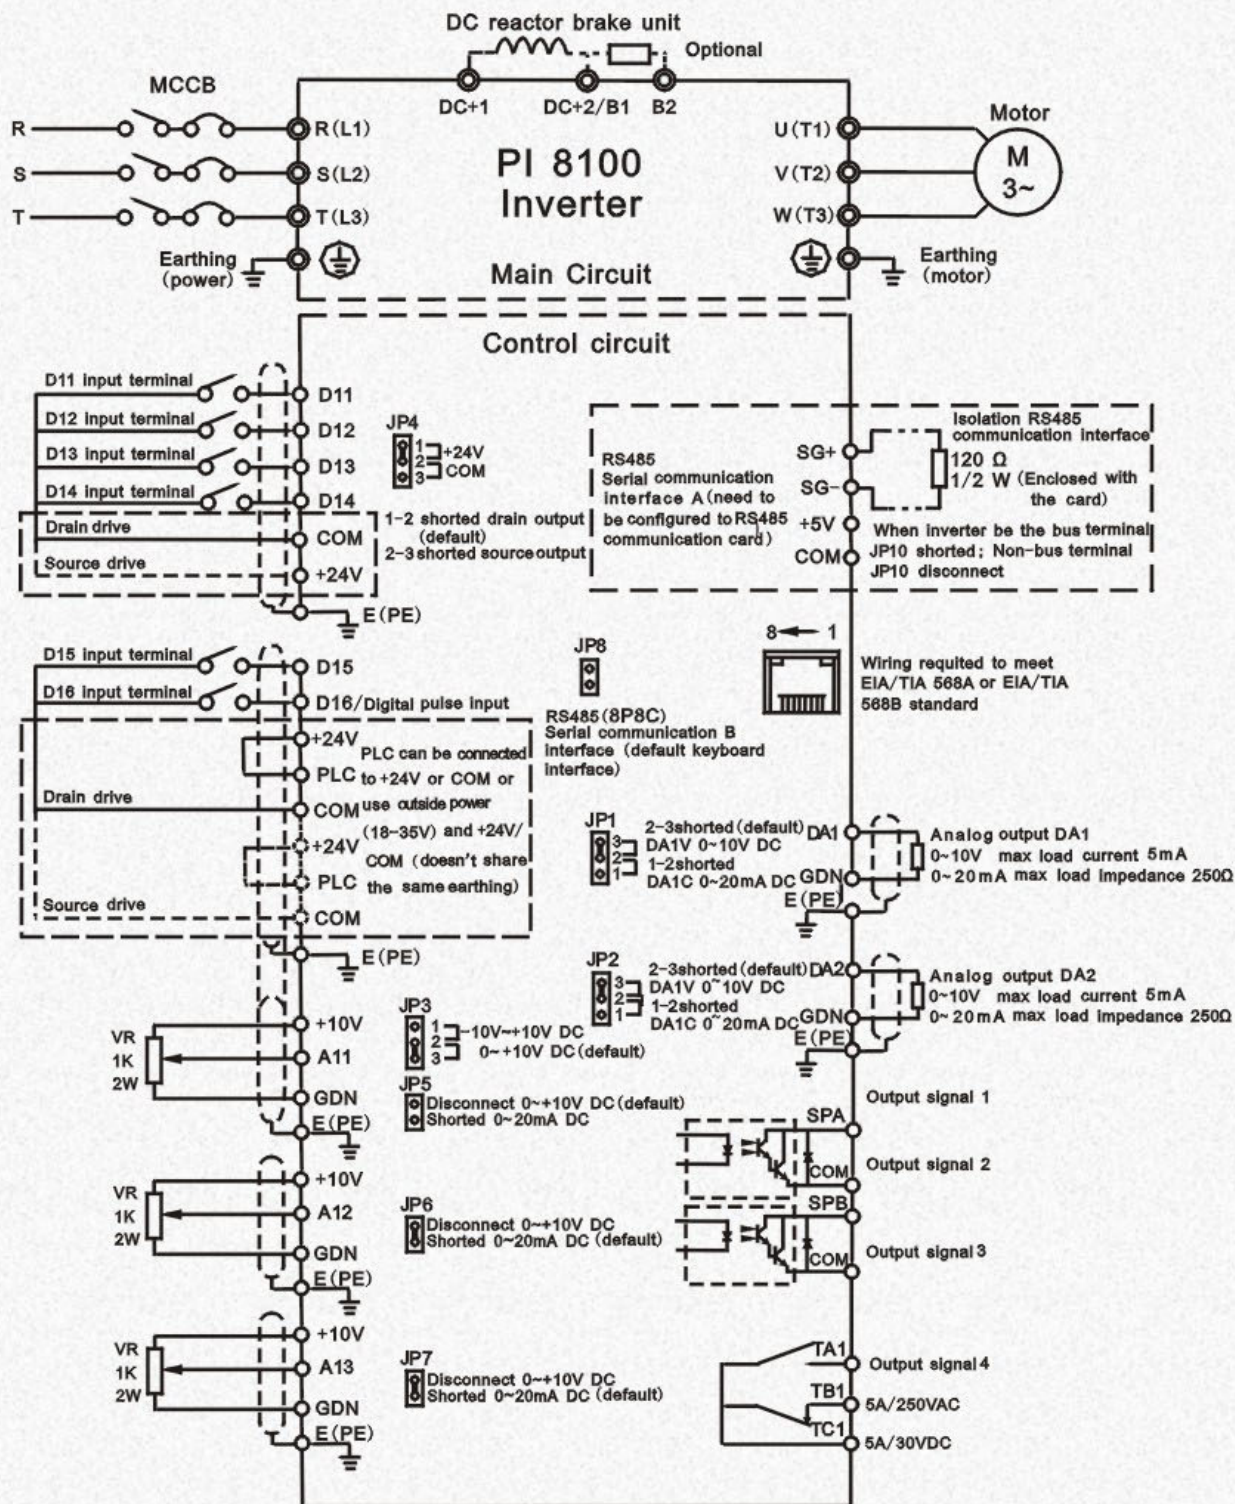 DC reactor brake unit
Optional
MCCB
DC+1
DC+2/B1
B2
Motor
R
R(L1)
U(T1)
M
3~
S
S(L2)
V(T2)
T
T(L3)
W(T3)
PI 8100
Inverter
Earthing
(power)
Earthing
(motor)
Main Circuit
Control circuit
D11 input terminal
D11
D12 input terminal
D12
D13 input terminal
D13
D14 input terminal
D14
Drain drive
COM
Source drive
+24V
E(PE)
JP4
1
2
3
+24V
COM
1-2 shorted drain output
(default)
2-3 shorted source output
RS485
Serial communication
interface A (need to
be configured to RS485
communication card)
SG+
SG-
+5V
COM
Isolation RS485
communication interface
120 Ω
1/2 W (Enclosed with
the card)
When inverter be the bus terminal
JP10 shorted; Non-bus terminal
JP10 disconnect
D15 input terminal
D15
D16 input terminal
D16/Digital pulse input
+24V
PLC
COM
+24V
PLC
COM
PLC can be connected
to +24V or COM or
use outside power
(18-35V) and +24V/
COM (doesn't share
the same earthing)
Drain drive
Source drive
E(PE)
JP8
RS485(8P8C)
Serial communication B
interface (default keyboard
interface)
8
1
Wiring requited to meet
EIA/TIA 568A or EIA/TIA
568B standard
JP1
3
2
1
2-3shorted(default)
DA1V 0~10V DC
1-2shorted
DA1C 0~20mA DC
DA1
GDN
E(PE)
Analog output DA1
0~10V max load current 5mA
0~20mA max load impedance 250Ω
JP2
3
2
1
2-3shorted(default)
DA1V 0~10V DC
1-2shorted
DA1C 0~20mA DC
DA2
GDN
E(PE)
Analog output DA2
0~10V max load current 5mA
0~20mA max load impedance 250Ω
VR
1K
2W
+10V
A11
GDN
E(PE)
JP3
1
2
3
-10V~+10V DC
0~+10V DC(default)
JP5
Disconnect 0~+10V DC(default)
Shorted 0~20mA DC
VR
1K
2W
+10V
A12
GDN
E(PE)
JP6
Disconnect 0~+10V DC
Shorted 0~20mA DC(default)
VR
1K
2W
+10V
A13
GDN
E(PE)
JP7
Disconnect 0~+10V DC
Shorted 0~20mA DC(default)
Output signal 1
SPA
COM
Output signal 2
SPB
COM
Output signal 3
TA1
Output signal 4
TB1
5A/250VAC
TC1
5A/30VDC